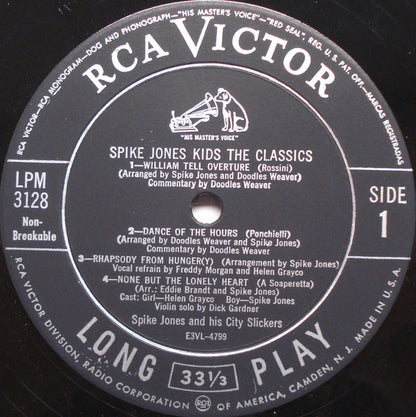 RCA VICTOR DIVISION, RADIO CORPORATION OF AMERICA, CAMDEN, N. J. MADE IN U.S.A.
RCA VICTOR—RCA MONOGRAM—DOG AND PHONOGRAPH—"HIS MASTER'S VOICE"—"RED SEAL", REG. U. S. PAT. OFF.—MARCAS REGISTRADAS
RCA VICTOR
"HIS MASTER'S VOICE"
SPIKE JONES KIDS THE CLASSICS
1—WILLIAM TELL OVERTURE (Rossini)
(Arranged by Spike Jones and Doodles Weaver)
Commentary by Doodles Weaver
LPM
3128
Non-
Breakable
SIDE
1
2—DANCE OF THE HOURS (Ponchielli)
(Arranged by Doodles Weaver and Spike Jones)
Commentary by Doodles Weaver
3—RHAPSODY FROM HUNGER(Y) (Arrangement by Spike Jones)
Vocal refrain by Freddy Morgan and Helen Grayco
4—NONE BUT THE LONELY HEART (A Soaperetta)
(Arr.: Eddie Brandt and Spike Jones)
Cast: Girl—Helen Grayco Boy—Spike Jones
Violin solo by Dick Gardner
Spike Jones and his City Slickers
E3VL-4799
LONG PLAY
33 1/3
RCA